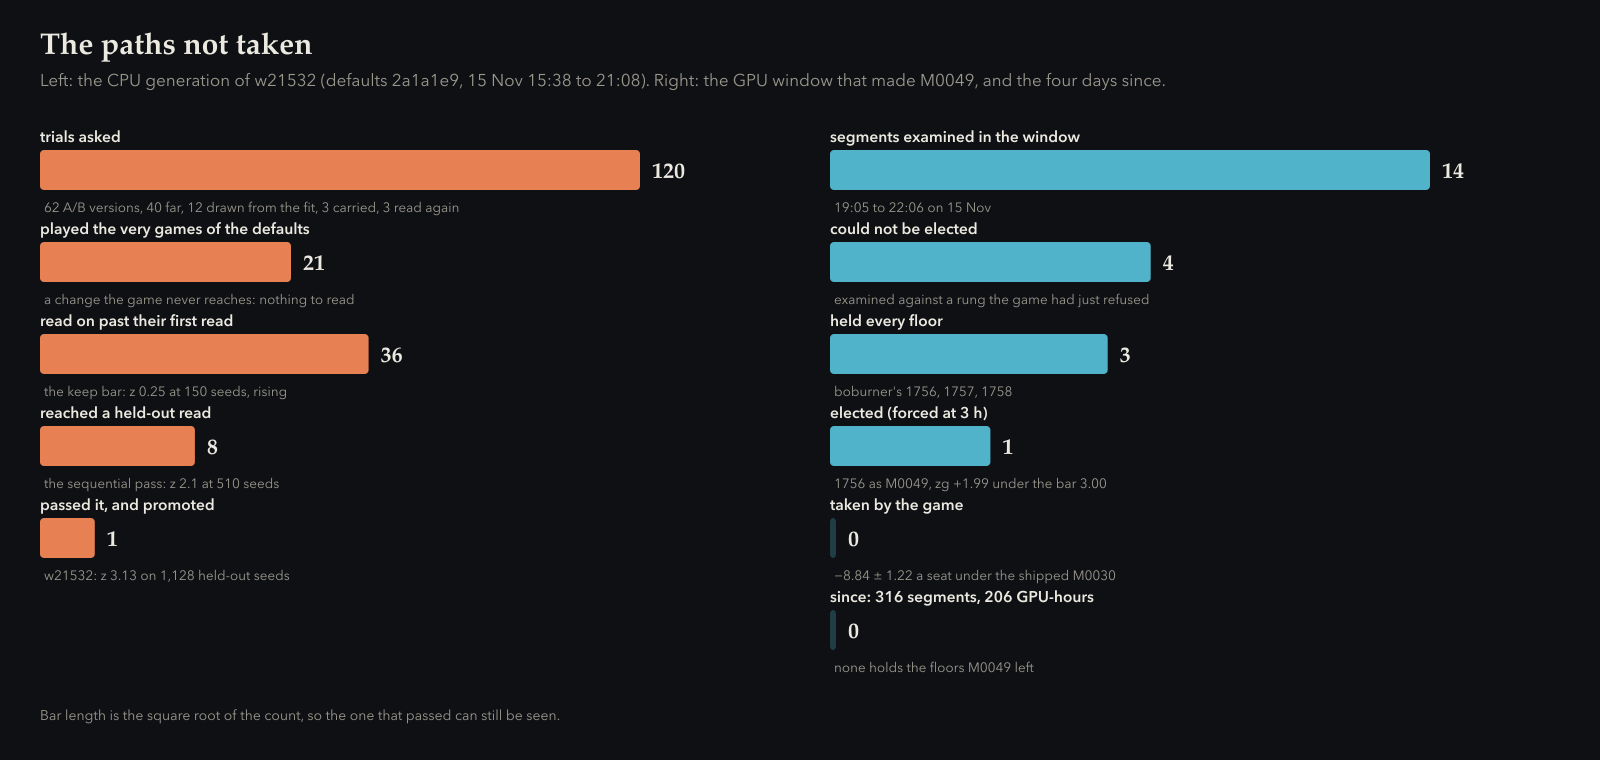 The paths not taken
Left: the CPU generation of w21532 (defaults 2a1a1e9, 15 Nov 15:38 to 21:08). Right: the GPU window that made M0049, and the four days since.
trials asked
120
62 A/B versions, 40 far, 12 drawn from the fit, 3 carried, 3 read again
played the very games of the defaults
21
a change the game never reaches: nothing to read
read on past their first read
36
the keep bar: z 0.25 at 150 seeds, rising
reached a held-out read
8
the sequential pass: z 2.1 at 510 seeds
passed it, and promoted
1
w21532: z 3.13 on 1,128 held-out seeds
segments examined in the window
14
19:05 to 22:06 on 15 Nov
could not be elected
4
examined against a rung the game had just refused
held every floor
3
boburner's 1756, 1757, 1758
elected (forced at 3 h)
1
1756 as M0049, zg +1.99 under the bar 3.00
taken by the game
0
−8.84 ± 1.22 a seat under the shipped M0030
since: 316 segments, 206 GPU-hours
0
none holds the floors M0049 left
Bar length is the square root of the count, so the one that passed can still be seen.